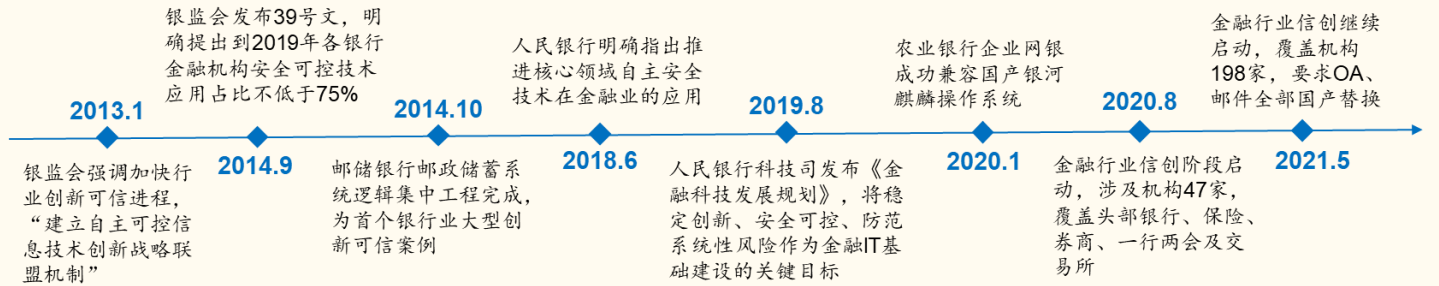 2013.1
银监会强调加快行
业创新可信进程，
“建立自主可控信
息技术创新战略联
盟机制”
银监会发布39号文，明
确提出到2019年各银行
金融机构安全可控技术
应用占比不低于75%
2014.9
2014.10
邮储银行邮政储蓄系
统逻辑集中工程完成，
为首个银行业大型创
新可信案例
人民银行明确指出推
进核心领域自主安全
技术在金融业的应用
2018.6
2019.8
人民银行科技司发布《金
融科技发展规划》，将稳
定创新、安全可控、防范
系统性风险作为金融IT基
础建设的关键目标
农业银行企业网银
成功兼容国产银河
麒麟操作系统
2020.1
2020.8
金融行业信创阶段启
动，涉及机构47家，
覆盖头部银行、保险、
券商、一行两会及交
易所
金融行业信创继续
启动，覆盖机构
198家，要求OA、
邮件全部国产替换
2021.5